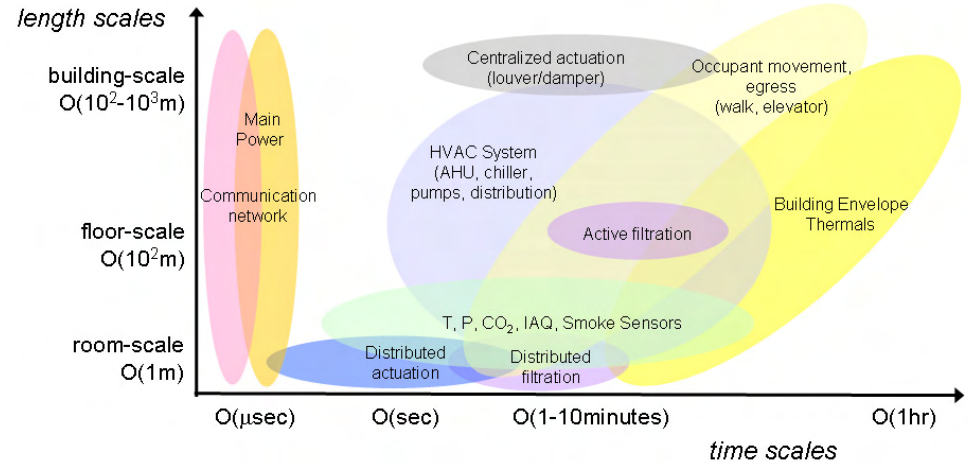 length scales
building-scale
O(10²-10³m)
Centralized actuation
(louver/damper)
Occupant movement,
egress
(walk, elevator)
Main
Power
HVAC System
(AHU, chiller,
pumps, distribution)
Communication
network
Building Envelope
Thermals
floor-scale
O(10²m)
Active filtration
T, P, CO₂, IAQ, Smoke Sensors
room-scale
O(1m)
Distributed
actuation
Distributed
filtration
O(μsec)
O(sec)
O(1-10minutes)
O(1hr)
time scales